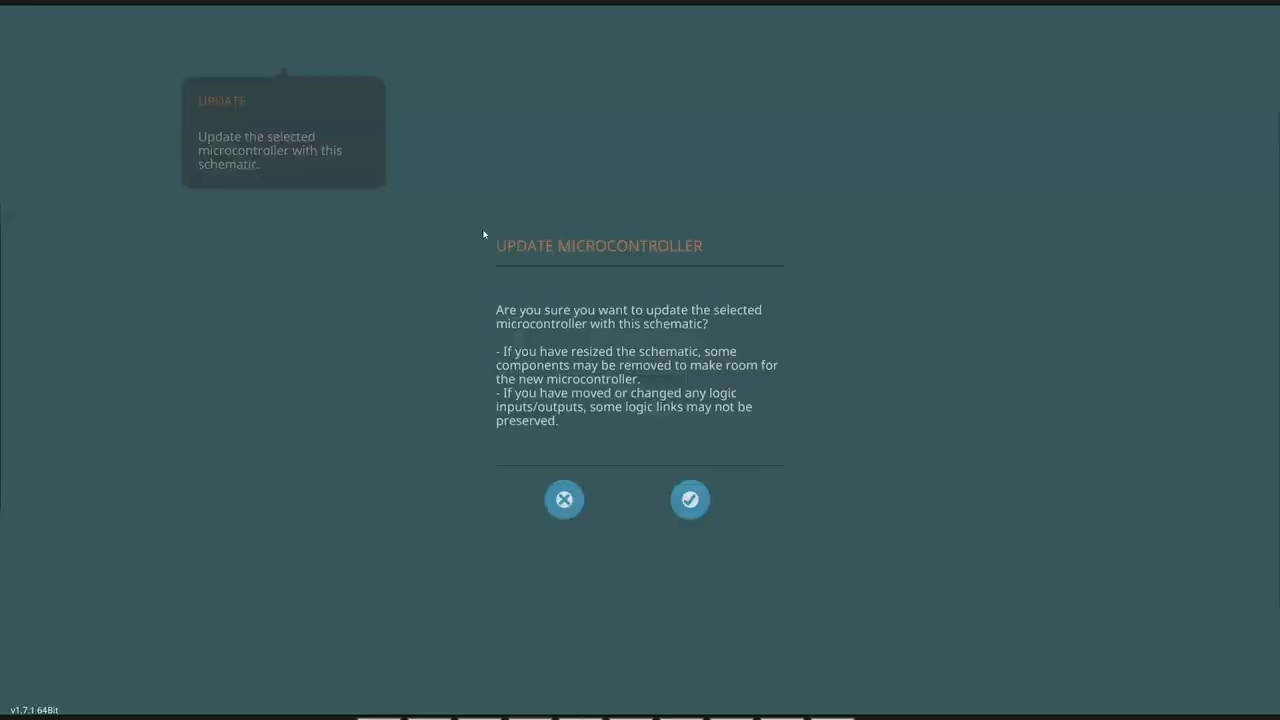 UPDATE
Update the selected
microcontroller with this
schematic.
UPDATE MICROCONTROLLER
Are you sure you want to update the selected
microcontroller with this schematic?
- If you have resized the schematic, some
components may be removed to make room for
the new microcontroller.
- If you have moved or changed any logic
inputs/outputs, some logic links may not be
preserved.
v1.7.1 64Bit